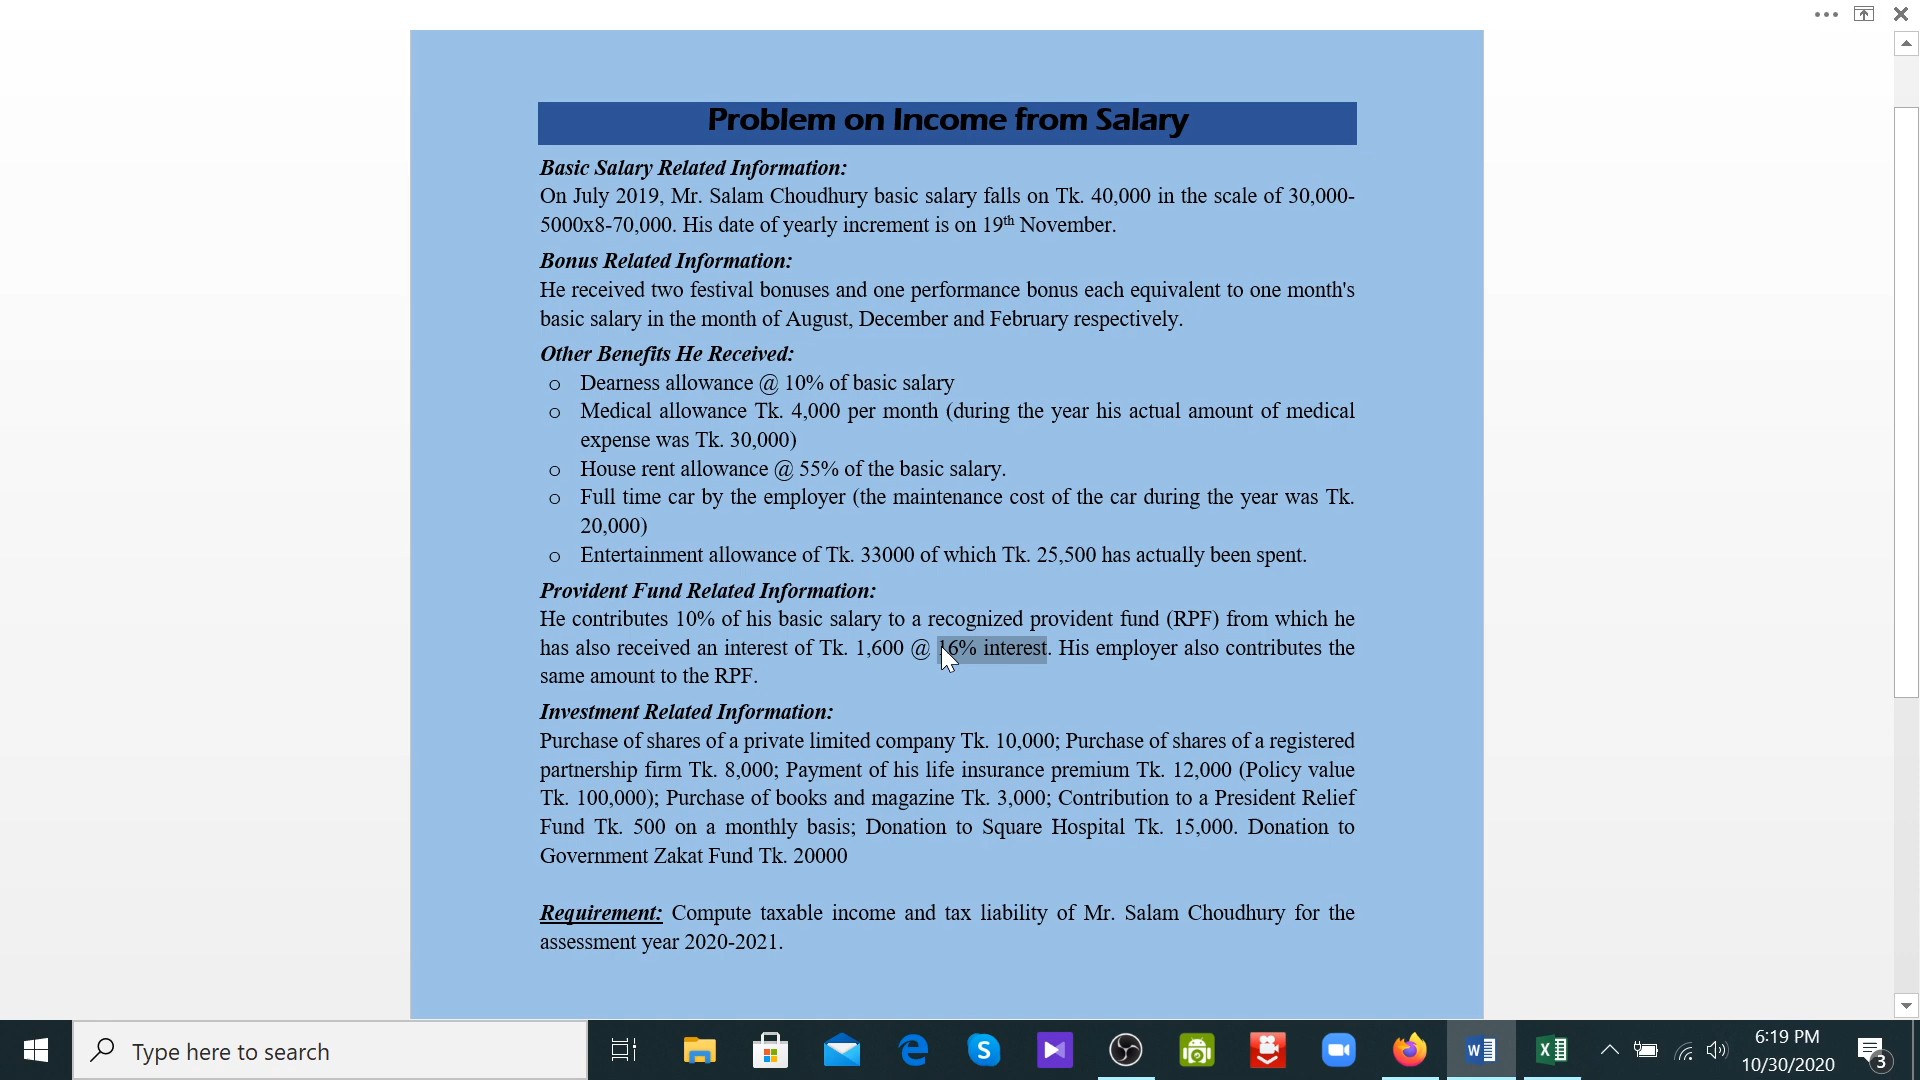 Problem on Income from Salary
Basic Salary Related Information:
On July 2019, Mr. Salam Choudhury basic salary falls on Tk. 40,000 in the scale of 30,000-
5000x8-70,000. His date of yearly increment is on 19th November.
Bonus Related Information:
He received two festival bonuses and one performance bonus each equivalent to one month's
basic salary in the month of August, December and February respectively.
Other Benefits He Received:
o Dearness allowance @ 10% of basic salary
o Medical allowance Tk. 4,000 per month (during the year his actual amount of medical
expense was Tk. 30,000)
o House rent allowance @ 55% of the basic salary.
o Full time car by the employer (the maintenance cost of the car during the year was Tk.
20,000)
o Entertainment allowance of Tk. 33000 of which Tk. 25,500 has actually been spent.
Provident Fund Related Information:
He contributes 10% of his basic salary to a recognized provident fund (RPF) from which he
has also received an interest of Tk. 1,600 @ 16% interest. His employer also contributes the
same amount to the RPF.
Investment Related Information:
Purchase of shares of a private limited company Tk. 10,000; Purchase of shares of a registered
partnership firm Tk. 8,000; Payment of his life insurance premium Tk. 12,000 (Policy value
Tk. 100,000); Purchase of books and magazine Tk. 3,000; Contribution to a President Relief
Fund Tk. 500 on a monthly basis; Donation to Square Hospital Tk. 15,000. Donation to
Government Zakat Fund Tk. 20000
Requirement: Compute taxable income and tax liability of Mr. Salam Choudhury for the
assessment year 2020-2021.
Type here to search
6:19 PM
10/30/2020
3